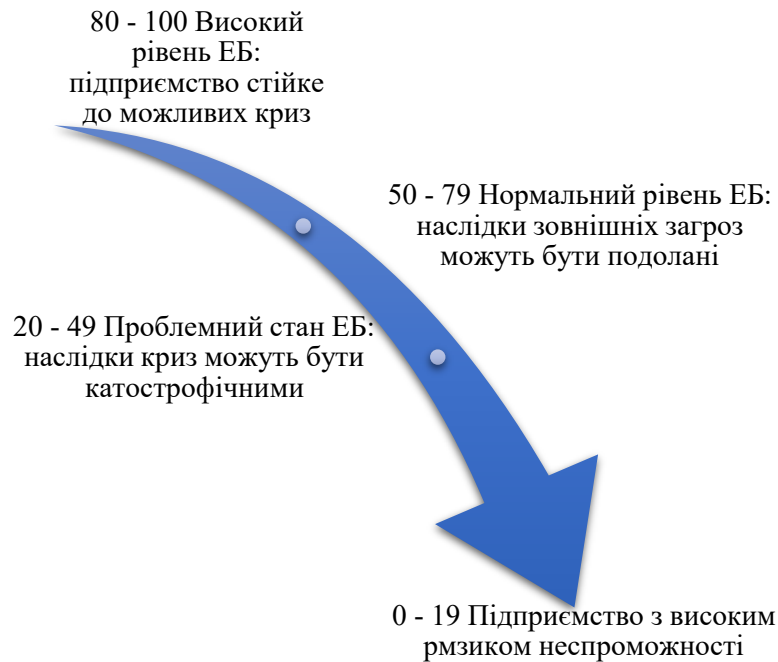 80 - 100 Високий
рівень ЕБ:
підприємство стійке
до можливих криз
50 - 79 Нормальний рівень ЕБ:
наслідки зовнішніх загроз
можуть бути подолані
20 - 49 Проблемний стан ЕБ:
наслідки криз можуть бути
катострофічними
0 - 19 Підприємство з високим
рмзиком неспроможності